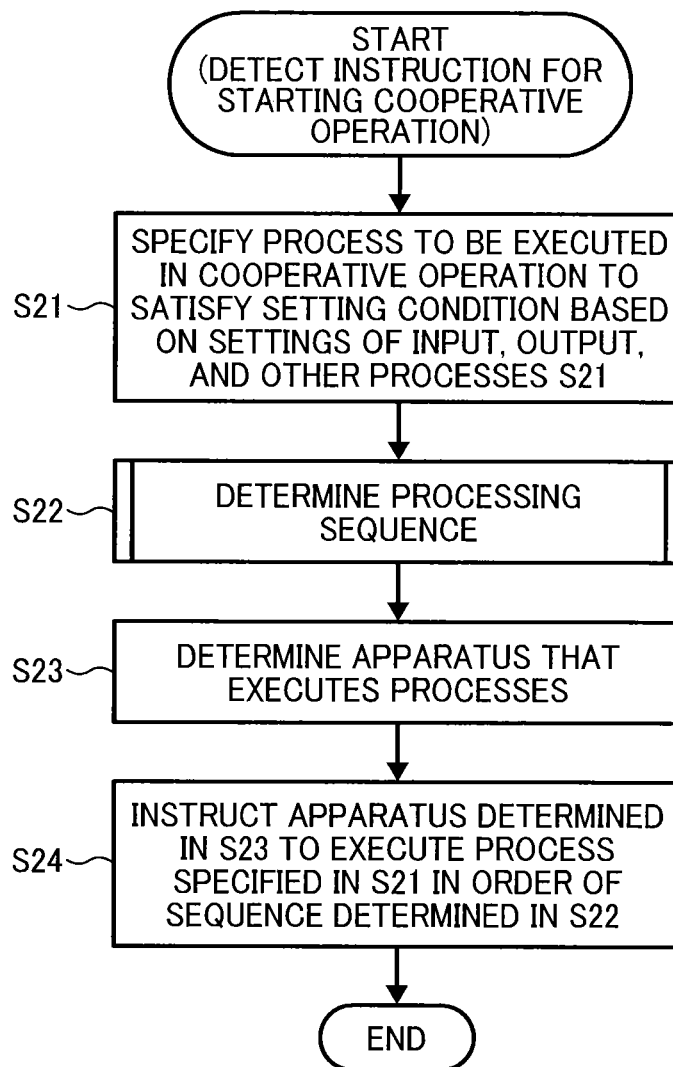 START
(DETECT INSTRUCTION FOR
STARTING COOPERATIVE
OPERATION)
S21
SPECIFY PROCESS TO BE EXECUTED
IN COOPERATIVE OPERATION TO
SATISFY SETTING CONDITION BASED
ON SETTINGS OF INPUT, OUTPUT,
AND OTHER PROCESSES S21
S22
DETERMINE PROCESSING
SEQUENCE
S23
DETERMINE APPARATUS THAT
EXECUTES PROCESSES
S24
INSTRUCT APPARATUS DETERMINED
IN S23 TO EXECUTE PROCESS
SPECIFIED IN S21 IN ORDER OF
SEQUENCE DETERMINED IN S22
END